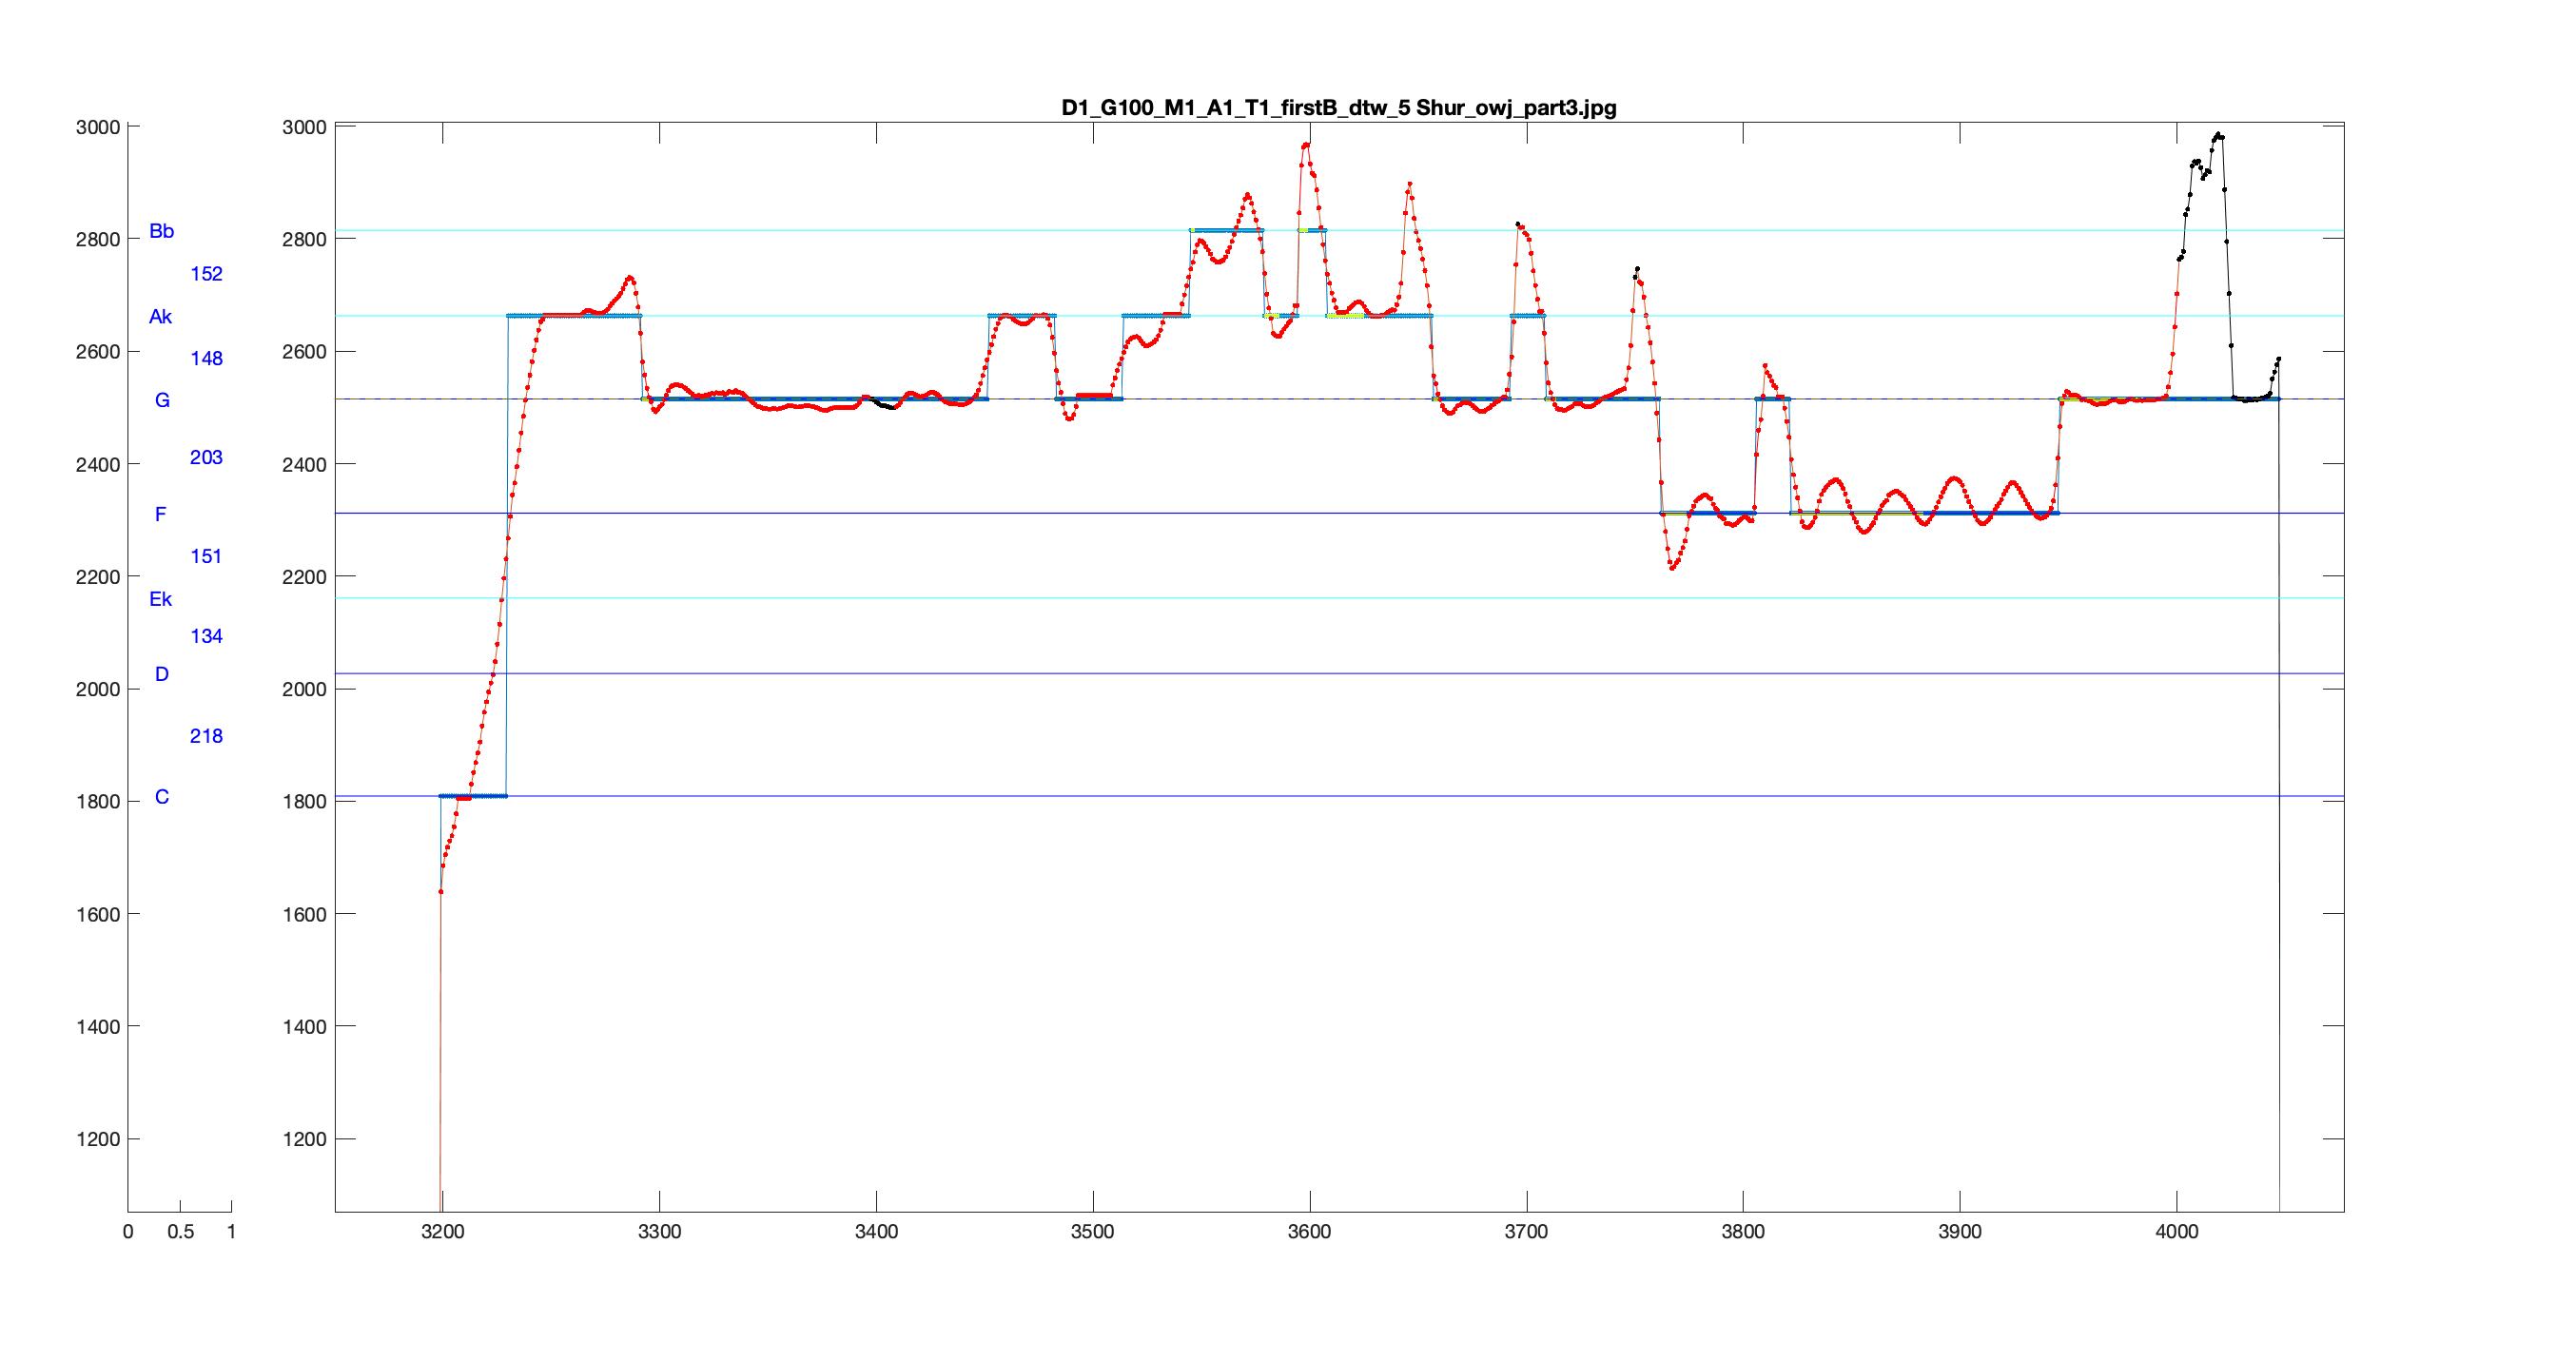 D1_G100_M1_A1_T1_firstB_dtw_5 Shur_owj_part3.jpg
3000 3000
2800 Bb 2800
152
2600 Ak 2600
148
G
2400 203 2400
F
2200 151 2200
Ek
134
2000 D 2000
218
1800 C 1800
1600 1600
1400 1400
1200 1200
0 0.5 1 3200 3300 3400 3500 3600 3700 3800 3900 4000